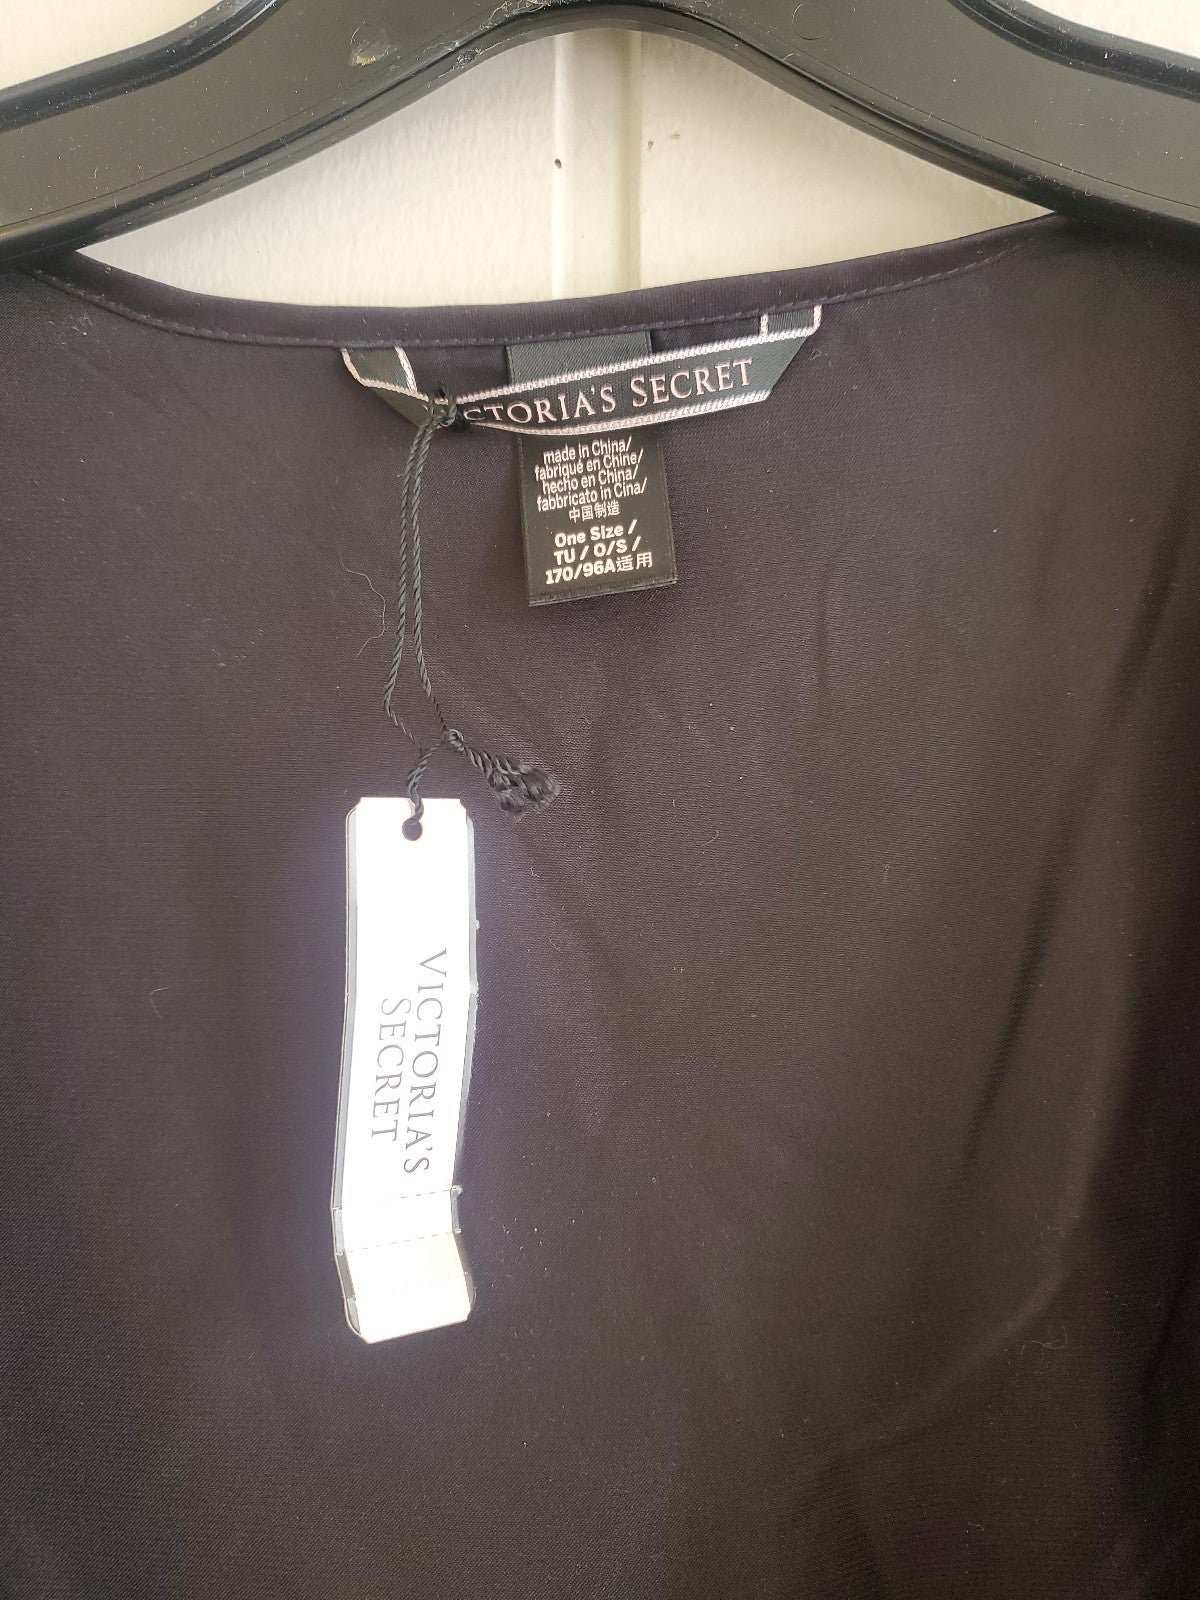 CTORIA'S SECRET
made in China/
fabriqué en Chine/
hecho en China/
fabbricato in Cina/
中国制造
One Size /
TU / O/S /
170/96A适用
VICTORIA'S
SECRET